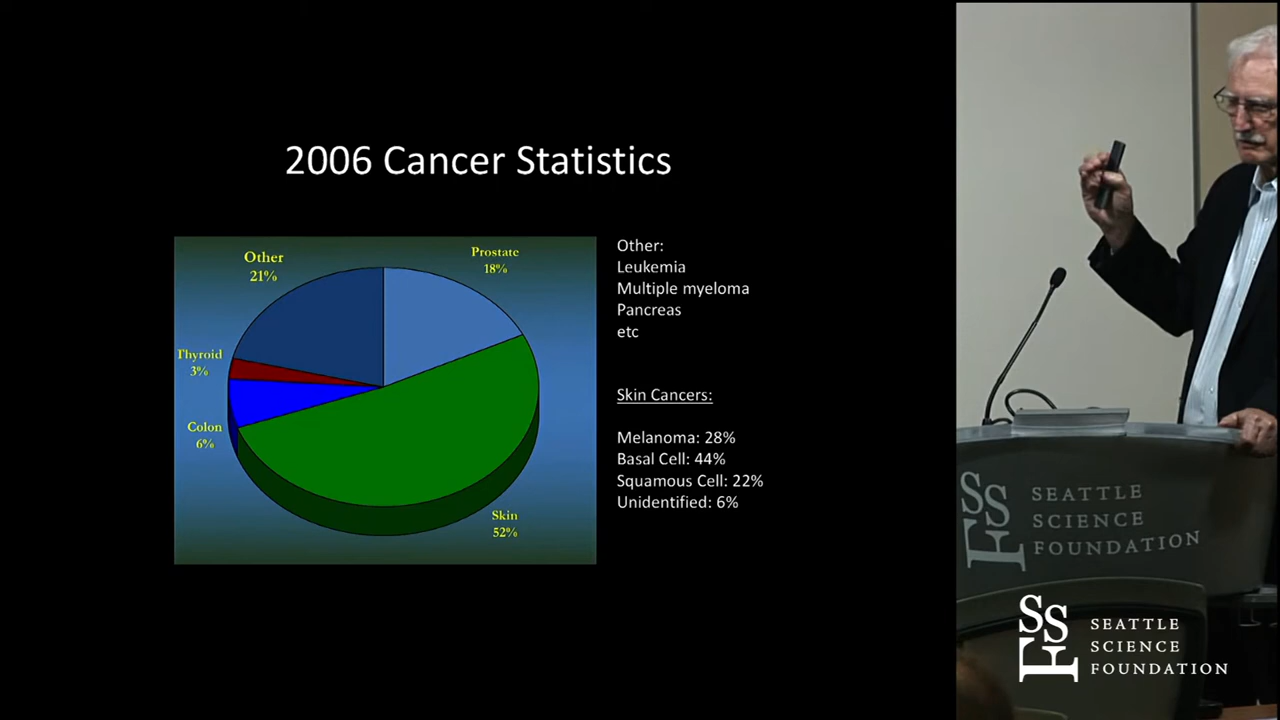 2006 Cancer Statistics
Other
21%
Prostate
18%
Thyroid
3%
Colon
6%
Skin
52%
Other:
Leukemia
Multiple myeloma
Pancreas
etc
Skin Cancers:
Melanoma: 28%
Basal Cell: 44%
Squamous Cell: 22%
Unidentified: 6%
SSF
SEATTLE
SCIENCE
FOUNDATION
SSF
SEATTLE
SCIENCE
FOUNDATION